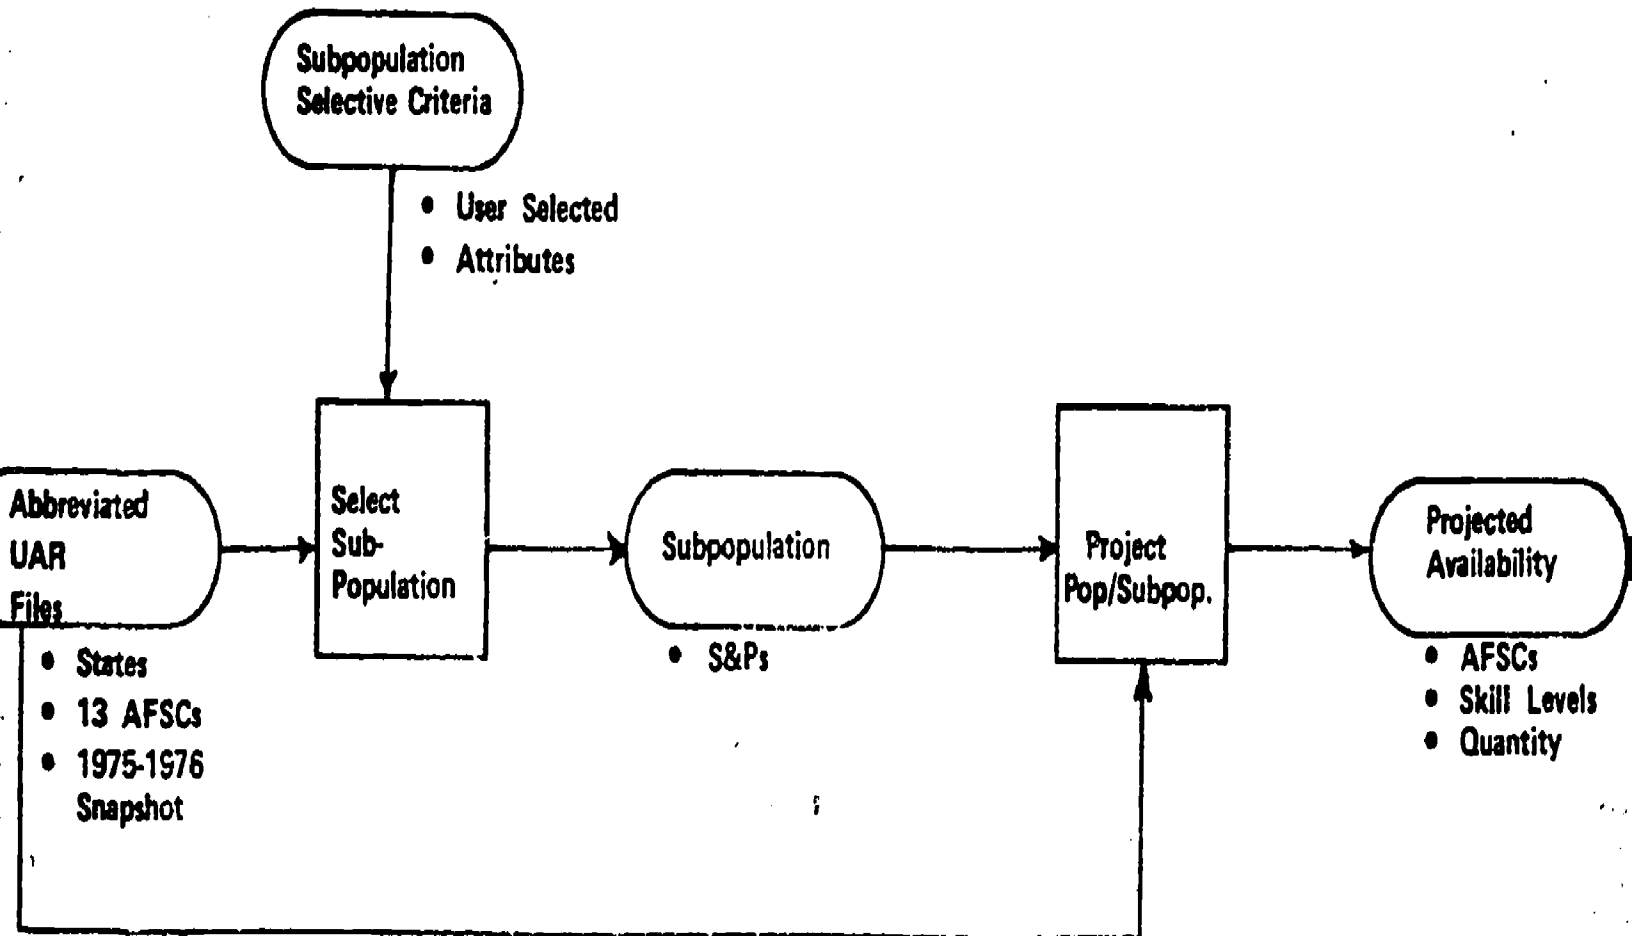 Subpopulation
Selective Criteria
• User Selected
• Attributes
Abbreviated
UAR
Files
• States
• 13 AFSCs
• 1975-1976
Snapshot
Select
Sub-
Population
Subpopulation
• S&Ps
Project
Pop/Subpop.
Projected
Availability
• AFSCs
• Skill Levels
• Quantity